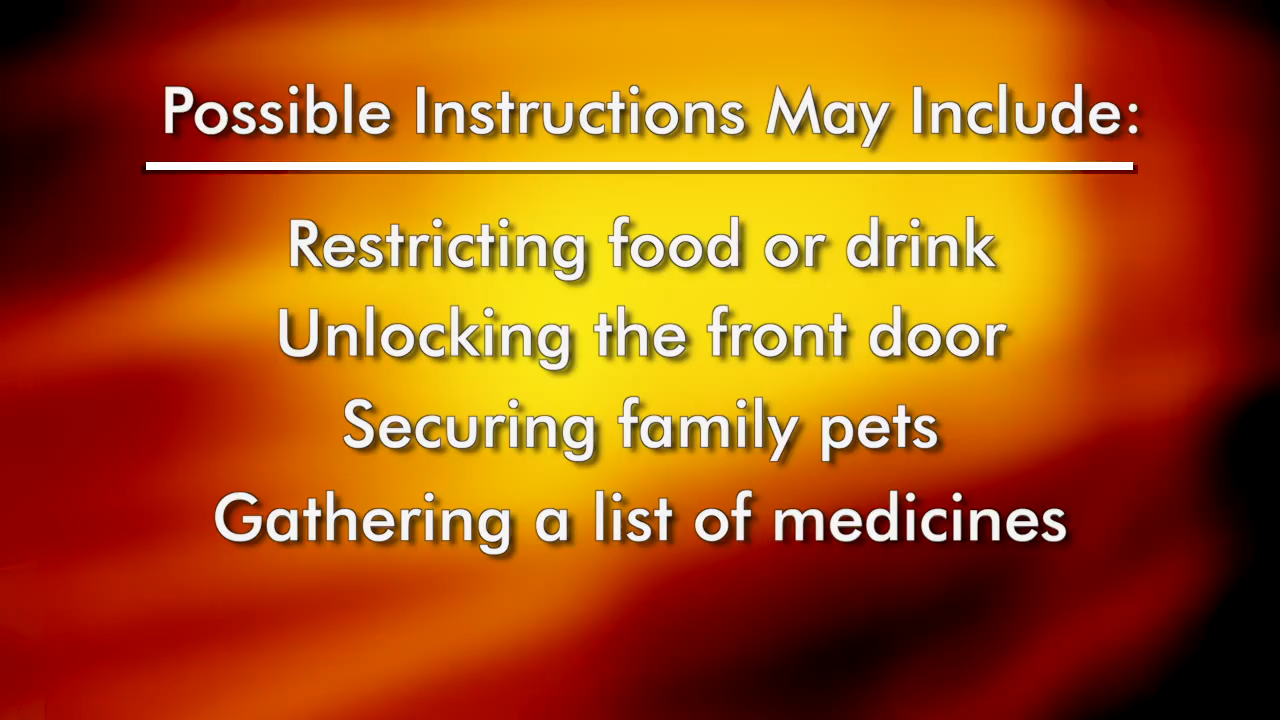 Possible Instructions May Include:
Restricting food or drink
Unlocking the front door
Securing family pets
Gathering a list of medicines